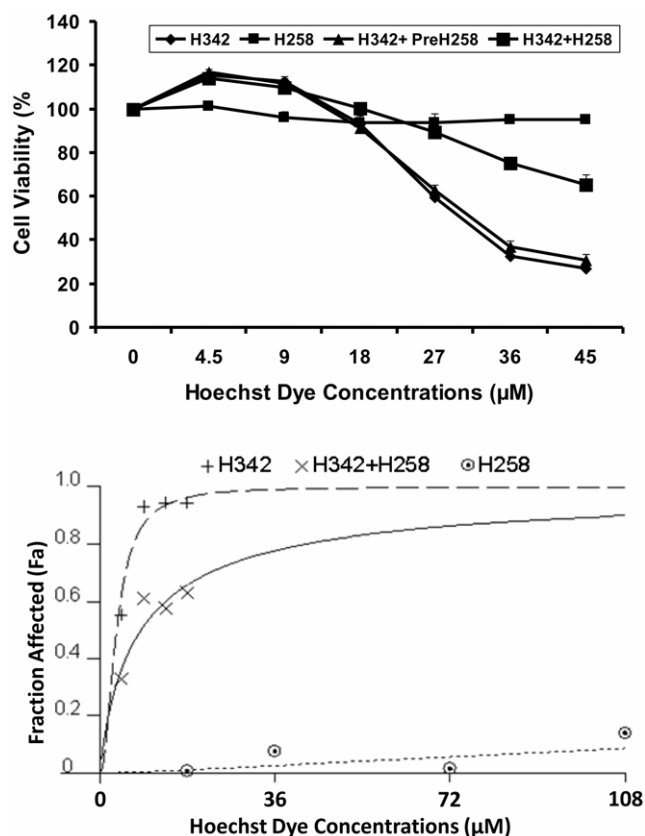 H342 H258 H342+ PreH258 H342+H258
140
120
100
80
60
40
20
0
Cell Viability (%
0 4.5 9 18 27 36 45
Hoechst Dye Concentrations (µM)
H342 H342+H258 H258
1.0
0.8
0.6
0.4
0.2
0
Fraction Affected (Fa)
0 36 72 108
Hoechst Dye Concentrations (µM)